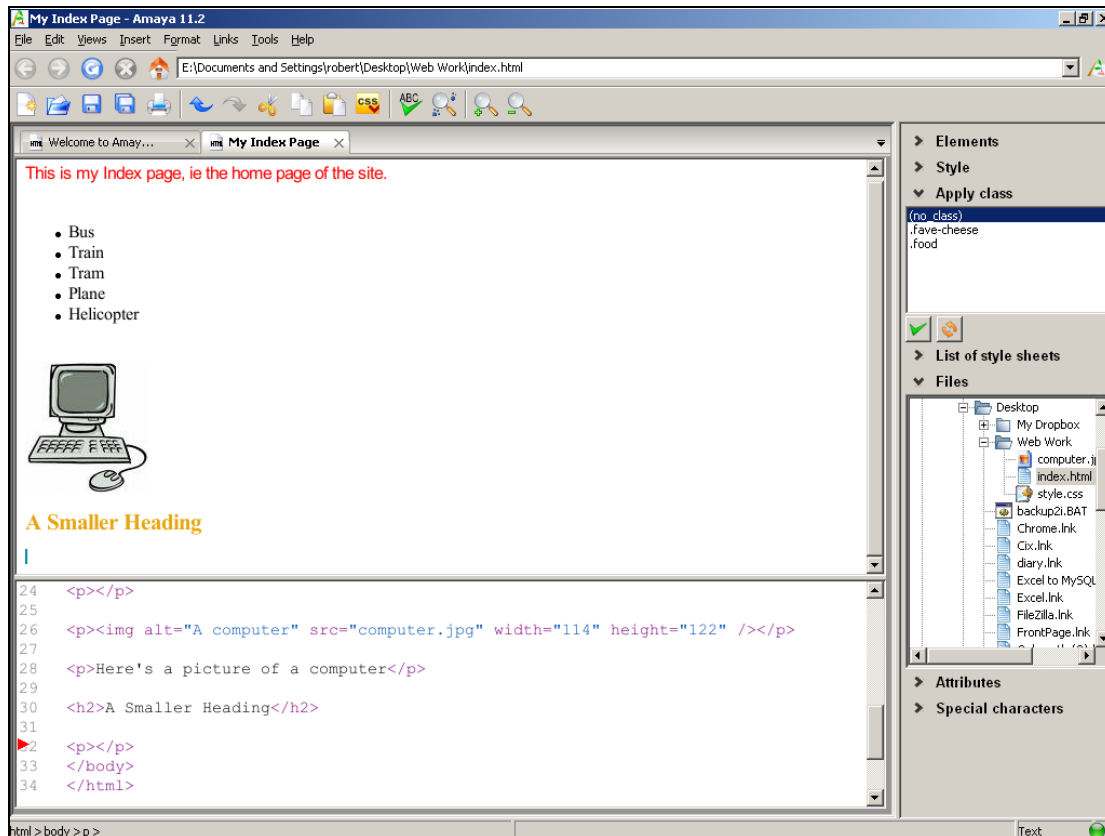 My Index Page - Amaya 11.2
File Edit Views Insert Format Links Tools Help
E:\Documents and Settings\robert\Desktop\Web Work\index.html
CSS ABC
Welcome to Amay... My Index Page
This is my Index page, ie the home page of the site.
Bus
Train
Tram
Plane
Helicopter
A Smaller Heading
24 <p></p>
25
26 <p><img alt="A computer" src="computer.jpg" width="114" height="122" /></p>
27
28 <p>Here's a picture of a computer</p>
29
30 <h2>A Smaller Heading</h2>
31
32 <p></p>
33 </body>
34 </html>
Elements
Style
Apply class
(no_class)
.fave-cheese
.food
List of style sheets
Files
Desktop
My Dropbox
Web Work
computer.j
index.html
style.css
backup2i.BAT
Chrome.lnk
Cix.lnk
diary.lnk
Excel to MySQL
Excel.lnk
FileZilla.lnk
FrontPage.lnk
Attributes
Special characters
html > body > p >
Text